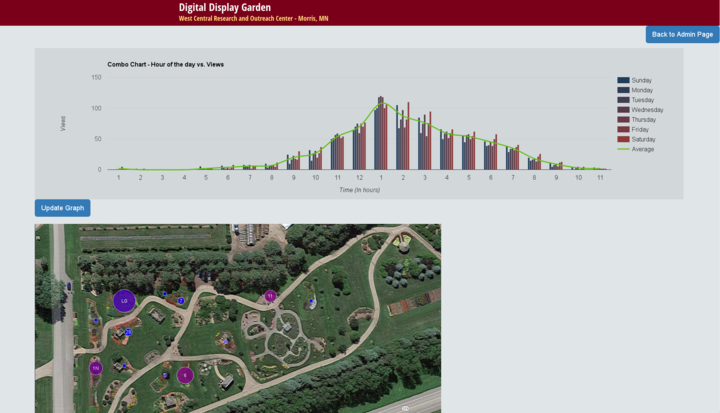 Digital Display Garden
West Central Research and Outreach Center - Morris, MN
Back to Admin Page
Combo Chart - Hour of the day vs. Views
150
100
50
0
Views
1 2 3 4 5 6 7 8 9 10 11 12 1 2 3 4 5 6 7 8 9 10 11
Time (in hours)
Sunday
Monday
Tuesday
Wednesday
Thursday
Friday
Saturday
Average
Update Graph
LG
7
11
1N